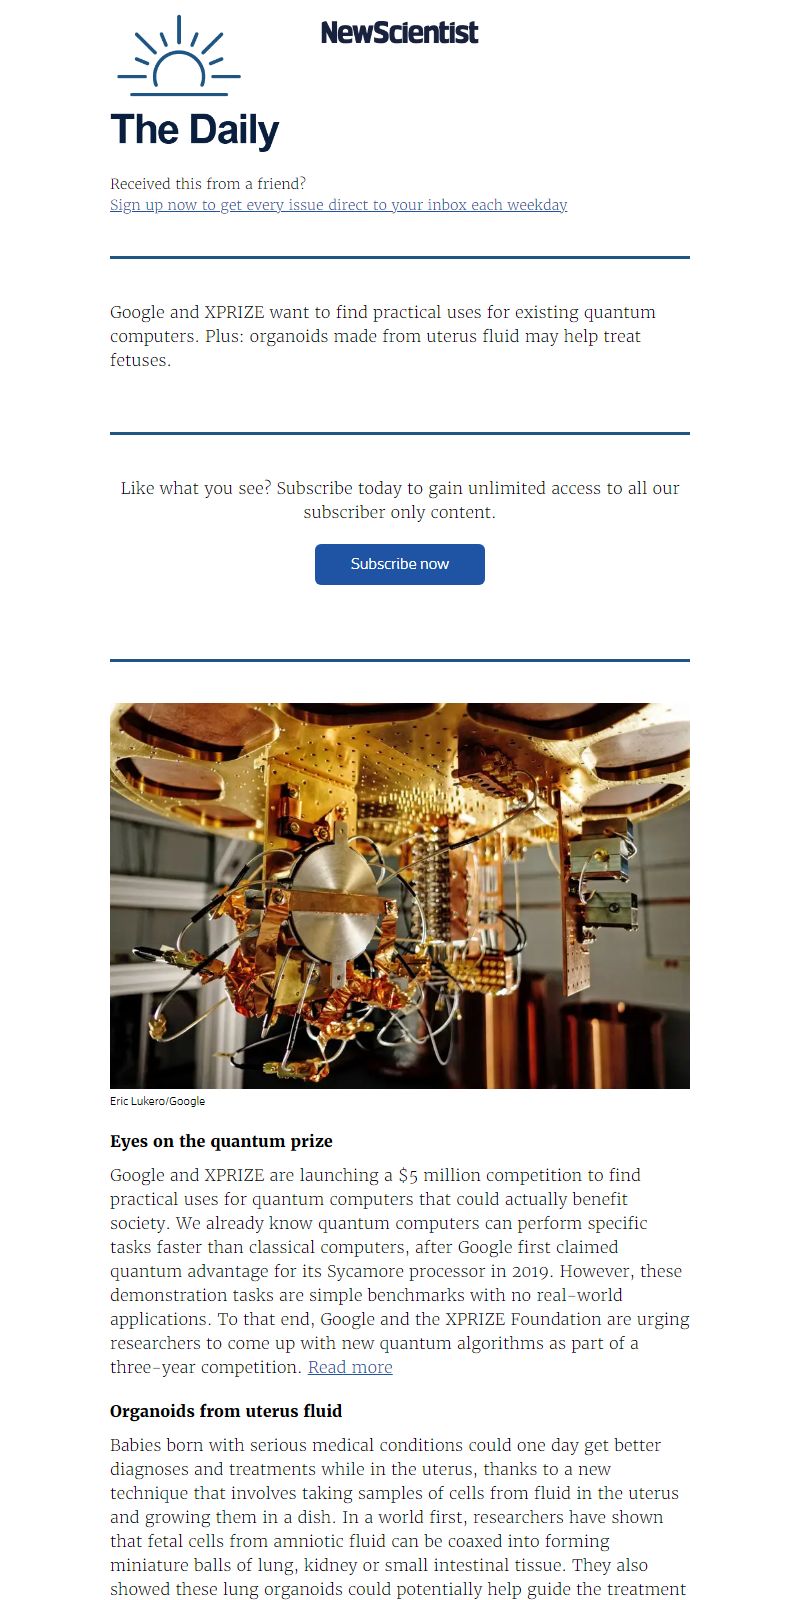 NewScientist
The Daily
Received this from a friend?
Sign up now to get every issue direct to your inbox each weekday
Google and XPRIZE want to find practical uses for existing quantum
computers. Plus: organoids made from uterus fluid may help treat
fetuses.
Like what you see? Subscribe today to gain unlimited access to all our
subscriber only content.
Subscribe now
Eric Lukero/Google
Eyes on the quantum prize
Google and XPRIZE are launching a $5 million competition to find
practical uses for quantum computers that could actually benefit
society. We already know quantum computers can perform specific
tasks faster than classical computers, after Google first claimed
quantum advantage for its Sycamore processor in 2019. However, these
demonstration tasks are simple benchmarks with no real-world
applications. To that end, Google and the XPRIZE Foundation are urging
researchers to come up with new quantum algorithms as part of a
three-year competition. Read more
Organoids from uterus fluid
Babies born with serious medical conditions could one day get better
diagnoses and treatments while in the uterus, thanks to a new
technique that involves taking samples of cells from fluid in the uterus
and growing them in a dish. In a world first, researchers have shown
that fetal cells from amniotic fluid can be coaxed into forming
miniature balls of lung, kidney or small intestinal tissue. They also
showed these lung organoids could potentially help guide the treatment